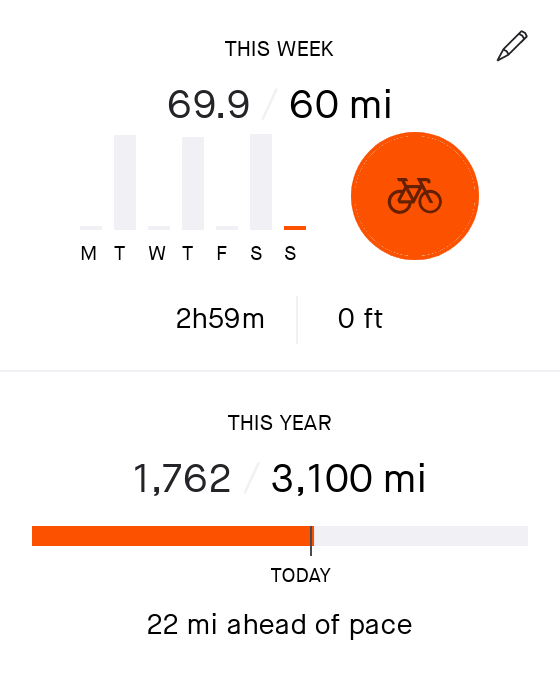 THIS WEEK
69.9 / 60 mi
M T W T F S S
2h59m | 0 ft
THIS YEAR
1,762 / 3,100 mi
TODAY
22 mi ahead of pace